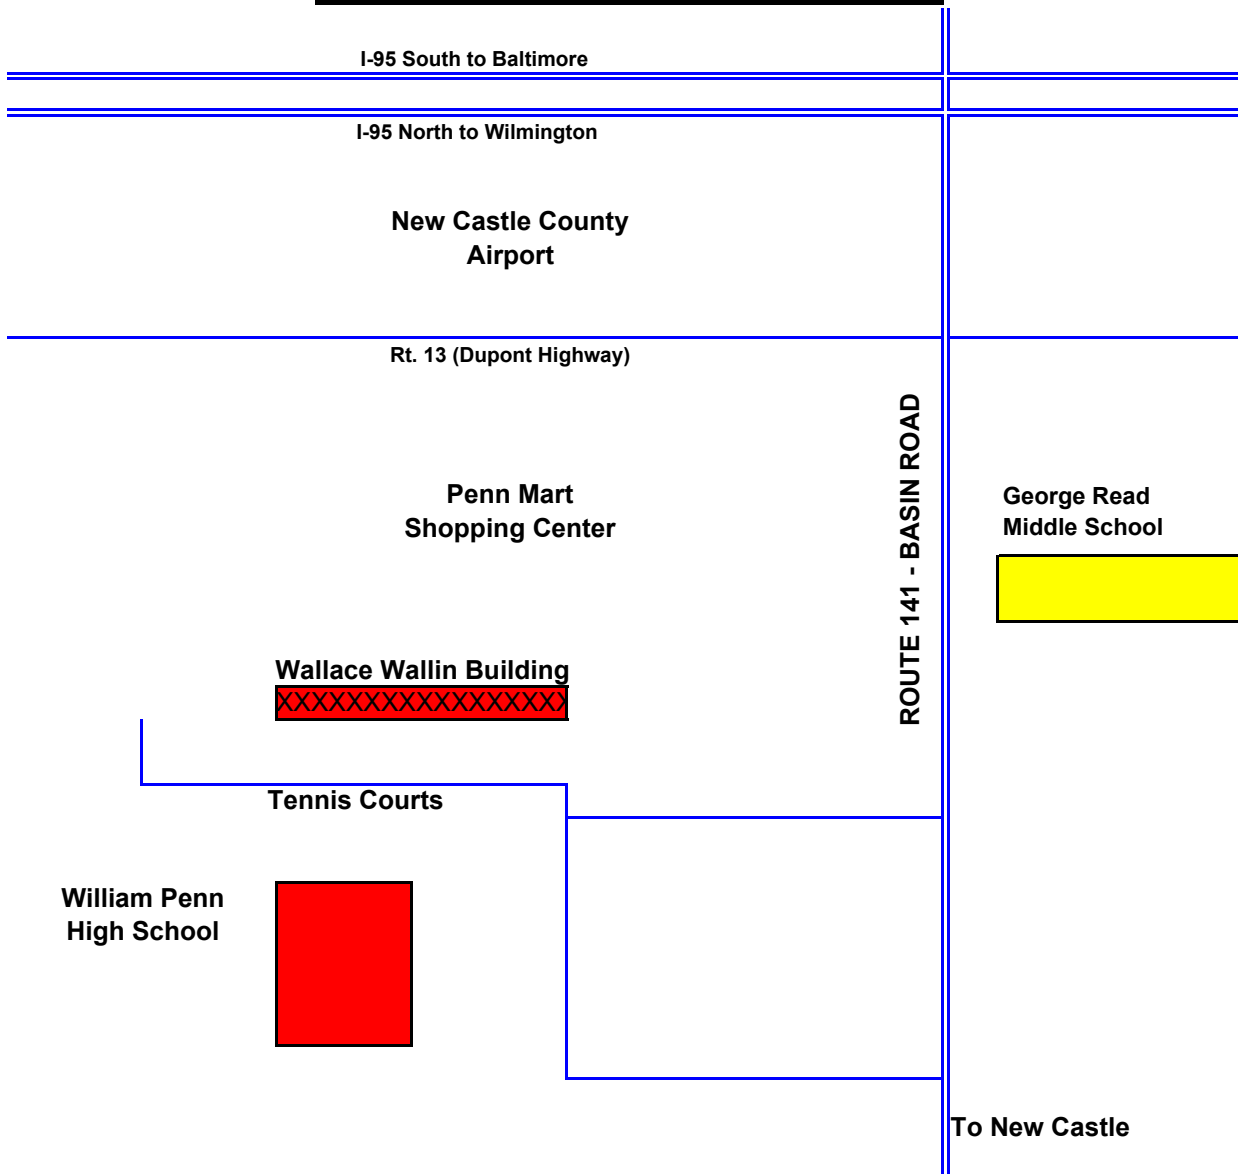 I-95 South to Baltimore
I-95 North to Wilmington
New Castle County
Airport
Rt. 13 (Dupont Highway)
ROUTE 141 - BASIN ROAD
Penn Mart
Shopping Center
George Read
Middle School
Wallace Wallin Building
XXXXXXXXXXXXXXXXX
Tennis Courts
William Penn
High School
To New Castle